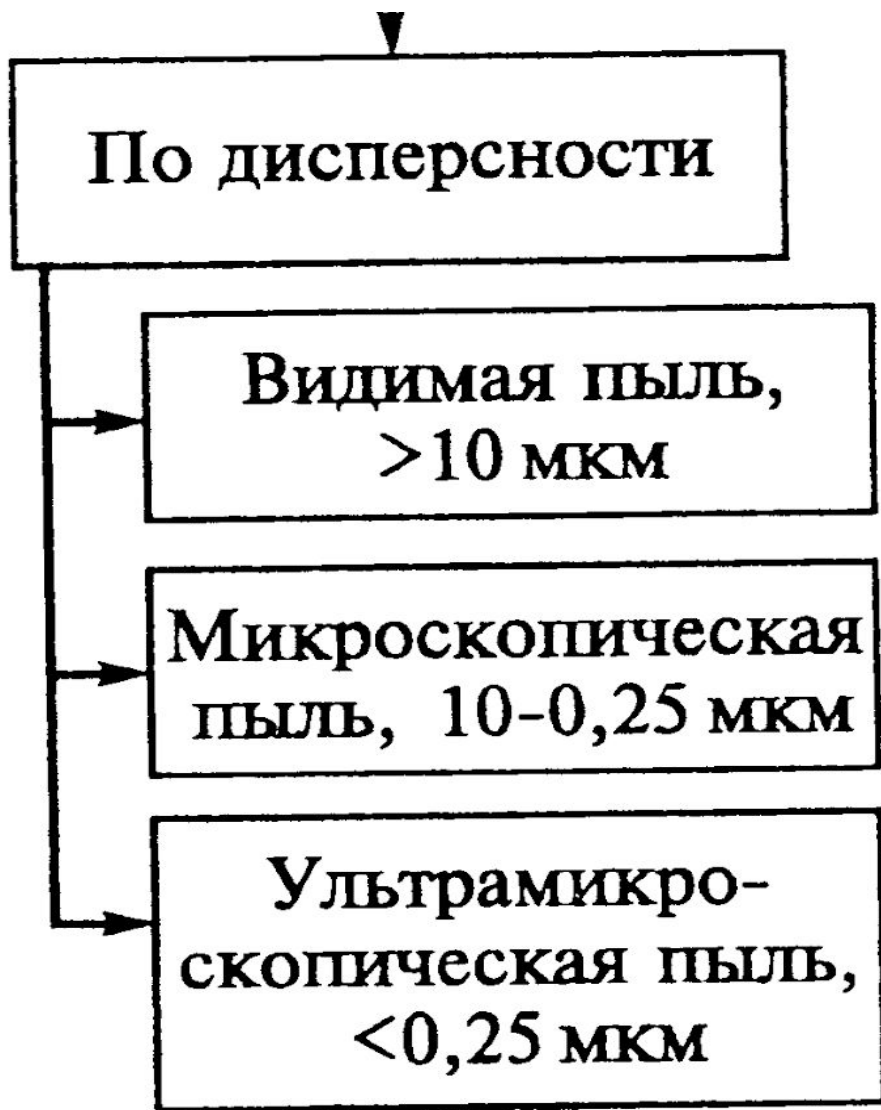 По дисперсности
Видимая пыль,
>10 мкм
Микроскопическая
пыль, 10-0,25 мкм
Ультрамикро-
скопическая пыль,
<0,25 мкм